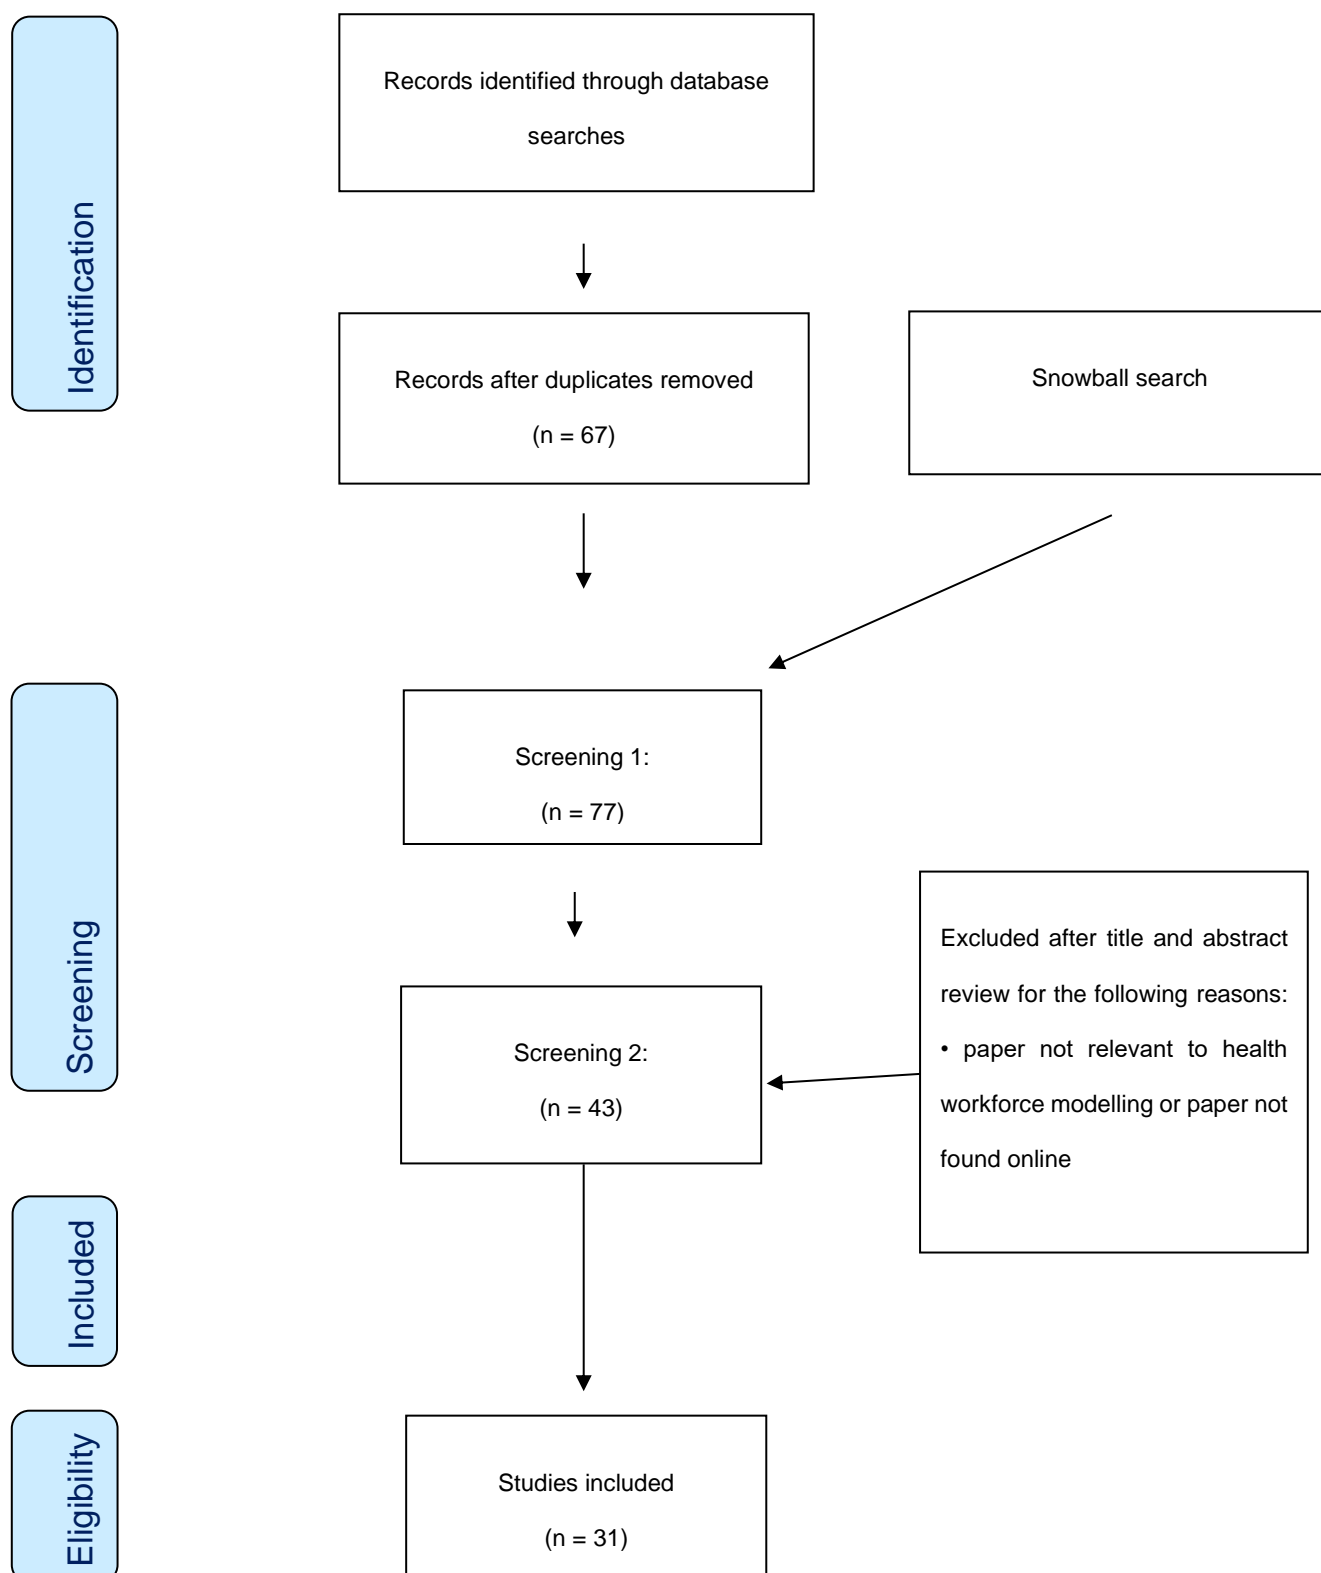 Identification
Records identified through database
searches
Records after duplicates removed
(n = 67)
Snowball search
Screening
Screening 1:
(n = 77)
Screening 2:
(n = 43)
Excluded after title and abstract
review for the following reasons:
• paper not relevant to health
workforce modelling or paper not
found online
Included
Eligibility
Studies included
(n = 31)